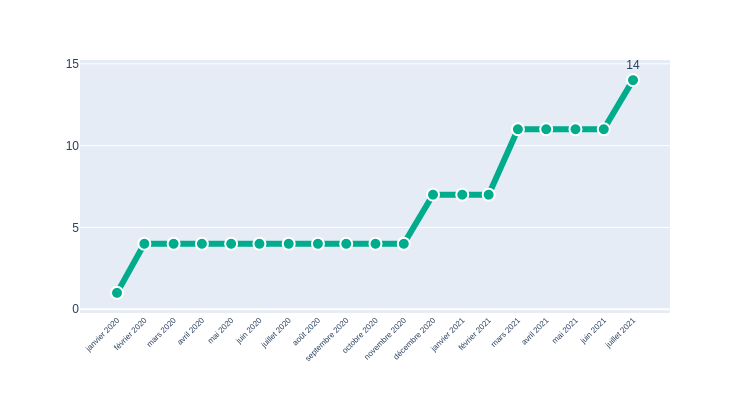 14
15
10
5
0
janvier 2020
février 2020
mars 2020
avril 2020
mai 2020
juin 2020
juillet 2020
août 2020
septembre 2020
octobre 2020
novembre 2020
décembre 2020
janvier 2021
février 2021
mars 2021
avril 2021
mai 2021
juin 2021
juillet 2021